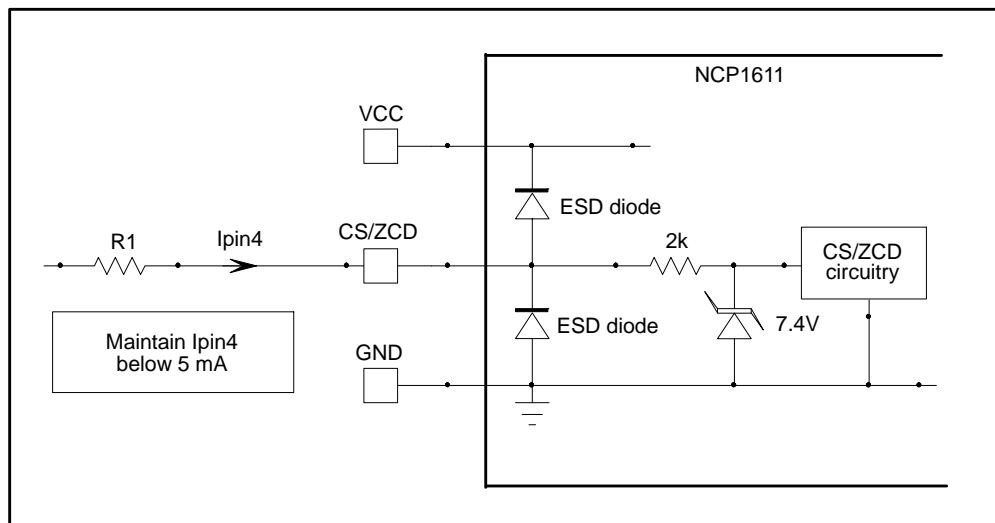 NCP1611
VCC
ESD diode
R1
Ipin4
CS/ZCD
2k
CS/ZCD
circuitry
Maintain Ipin4
below 5 mA
ESD diode
7.4V
GND